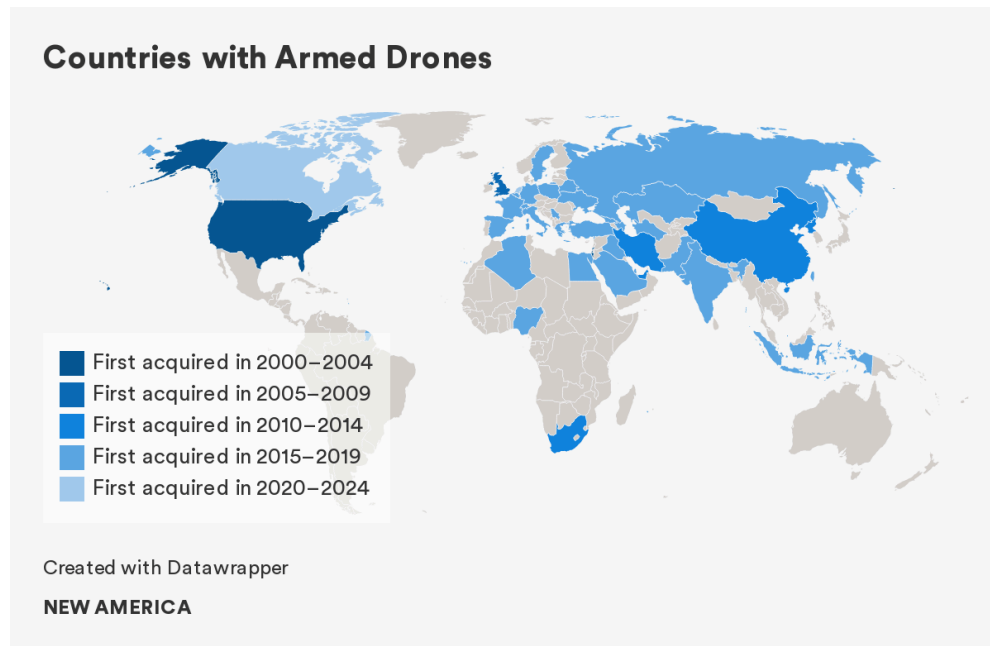 Countries with Armed Drones
First acquired in 2000–2004
First acquired in 2005–2009
First acquired in 2010–2014
First acquired in 2015–2019
First acquired in 2020–2024
Created with Datawrapper
NEW AMERICA